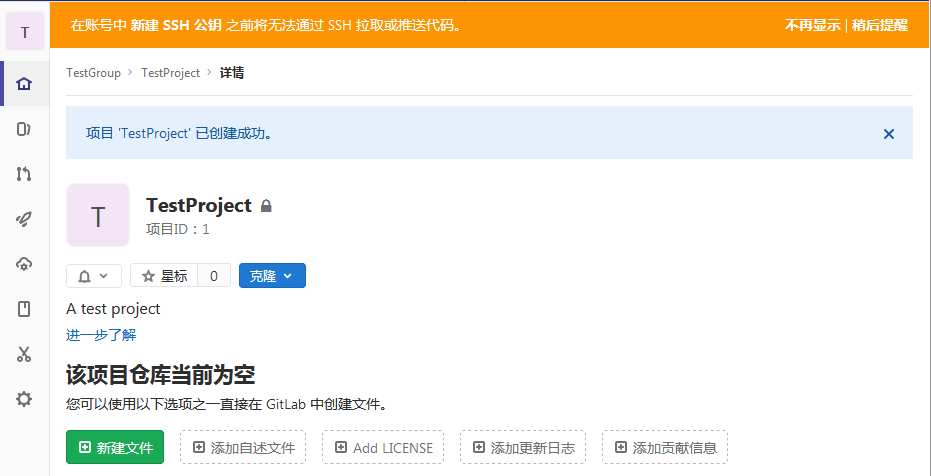 T
在账号中 新建 SSH 公钥 之前将无法通过 SSH 拉取或推送代码。 不再显示 | 稍后提醒
TestGroup › TestProject › 详情
项目 'TestProject' 已创建成功。
T
TestProject
项目ID：1
星标 0 克隆
A test project
进一步了解
该项目仓库当前为空
您可以使用以下选项之一直接在 GitLab 中创建文件。
新建文件 添加自述文件 Add LICENSE 添加更新日志 添加贡献信息